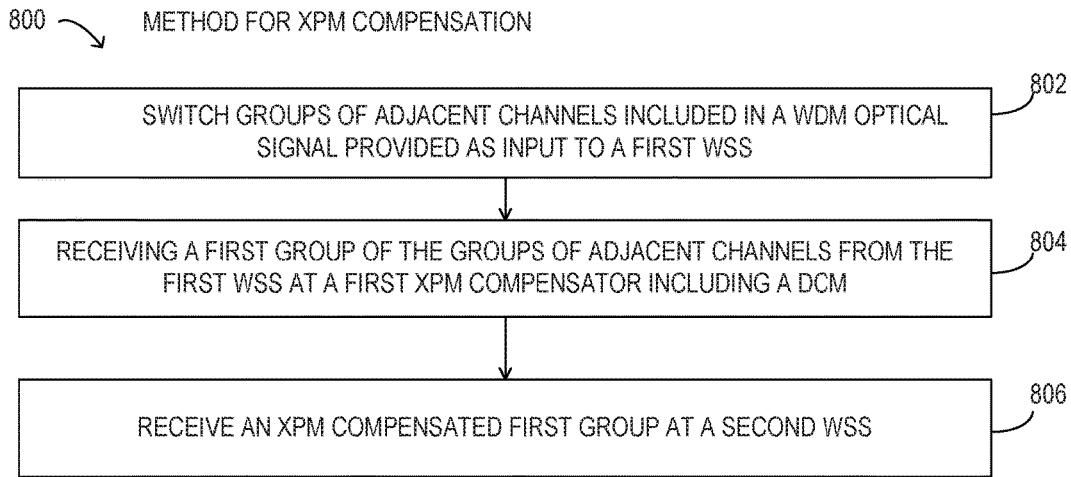 800 METHOD FOR XPM COMPENSATION
802
SWITCH GROUPS OF ADJACENT CHANNELS INCLUDED IN A WDM OPTICAL
SIGNAL PROVIDED AS INPUT TO A FIRST WSS
804
RECEIVING A FIRST GROUP OF THE GROUPS OF ADJACENT CHANNELS FROM THE
FIRST WSS AT A FIRST XPM COMPENSATOR INCLUDING A DCM
806
RECEIVE AN XPM COMPENSATED FIRST GROUP AT A SECOND WSS